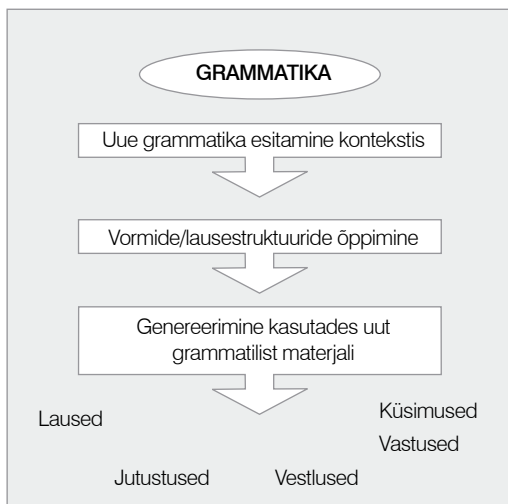 GRAMMATIKA
Uue grammatika esitamine kontekstis
Vormide/lausestruktuuride õppimine
Genereerimine kasutades uut
grammatilist materjali
Laused
Küsimused
Vastused
Jutustused
Vestlused